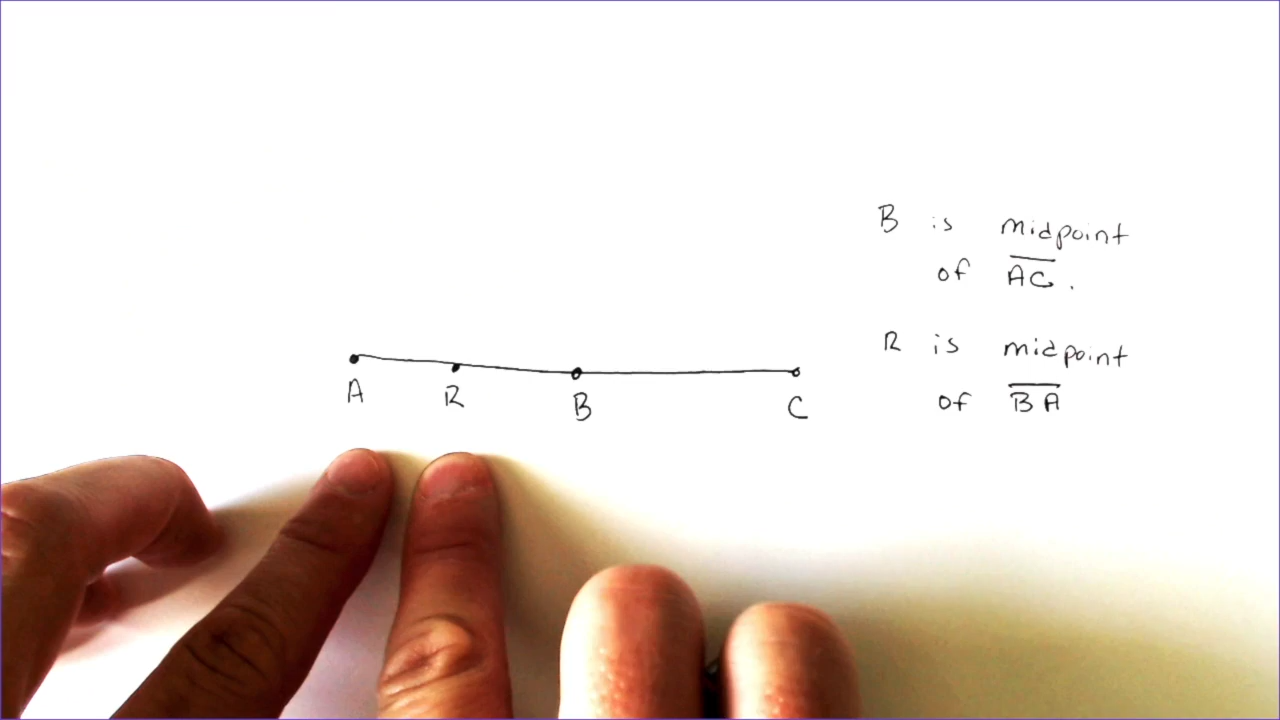 B is midpoint
of AC.
R is midpoint
of BA
A R B C